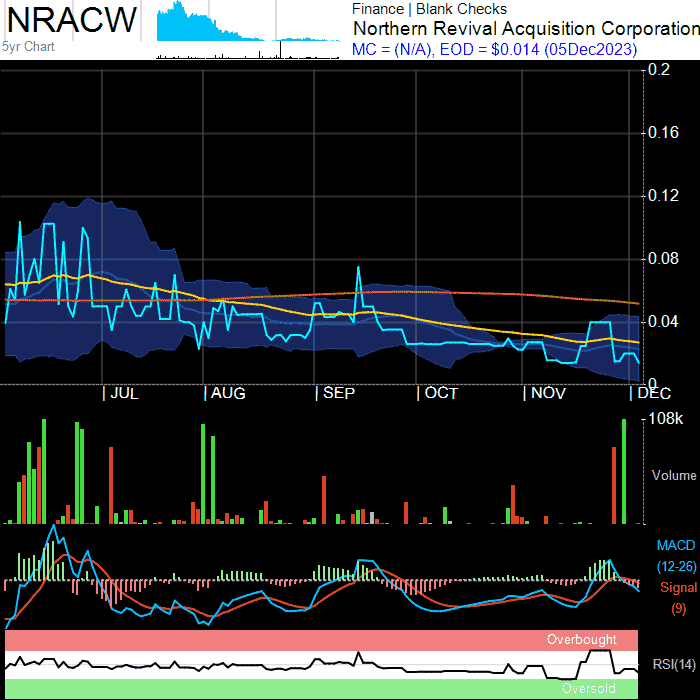 NRACW
5yr Chart
Finance | Blank Checks
Northern Revival Acquisition Corporation
MC = (N/A), EOD = $0.014 (05Dec2023)
0.2
0.16
0.12
0.08
0.04
0
JUL AUG SEP OCT NOV DEC
108k
Volume
MACD
(12-26)
Signal
(9)
Overbought
RSI(14)
Oversold